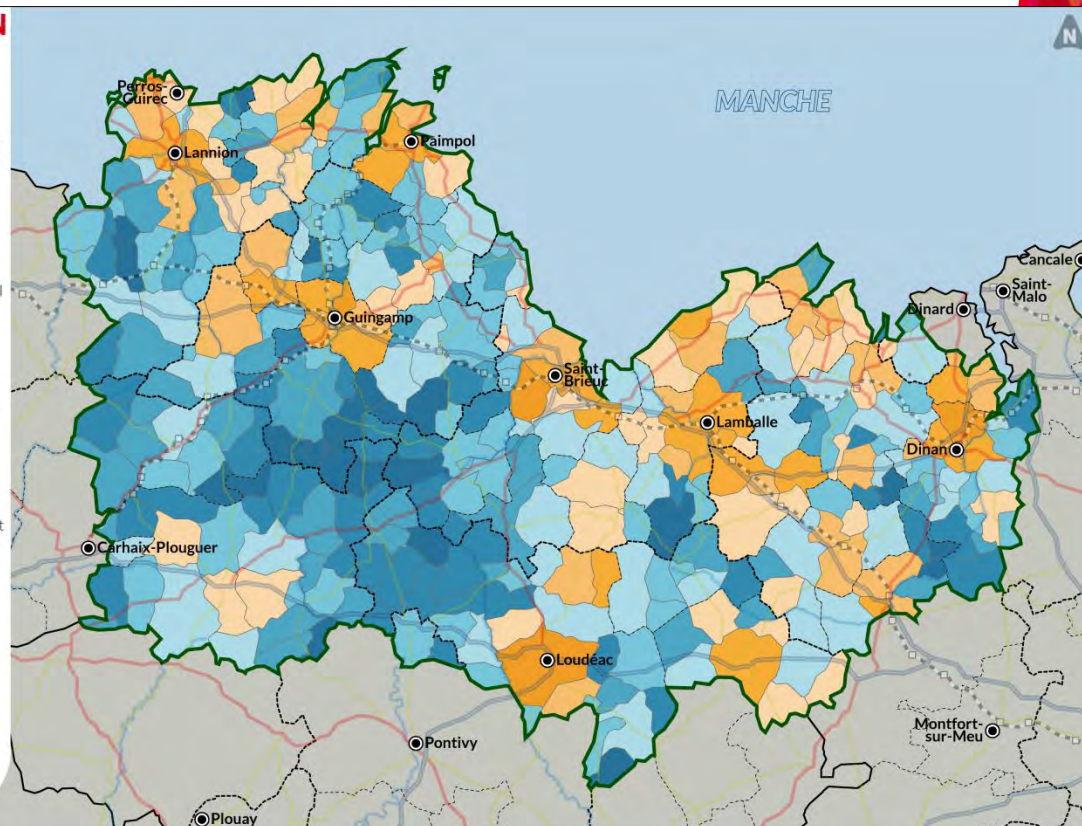 N
N
MANCHE
Perros-
Guirec
Paimpol
Lannion
Cancale
Saint-
Malo
Dinard
Guingamp
Saint-
Brieuc
Lamballe
Dinan
Carhaix-Plouguer
t
Loudéac
Montfort-
sur-Meu
Pontivy
Plouay